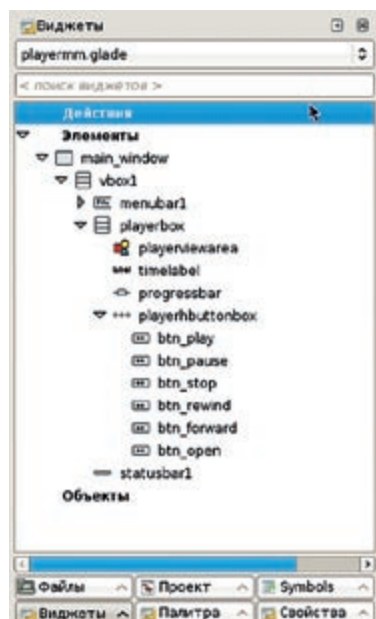 Виджеты
playermm.glade
< поиск виджетов >
Действия
Элементы
main_window
vbox1
menubar1
playerbox
playerviewarea
timelabel
progressbar
playerhbuttonbox
btn_play
btn_pause
btn_stop
btn_rewind
btn_forward
btn_open
statusbar1
Объекты
Файлы Проект Symbols
Виджеты Палитра Свойства